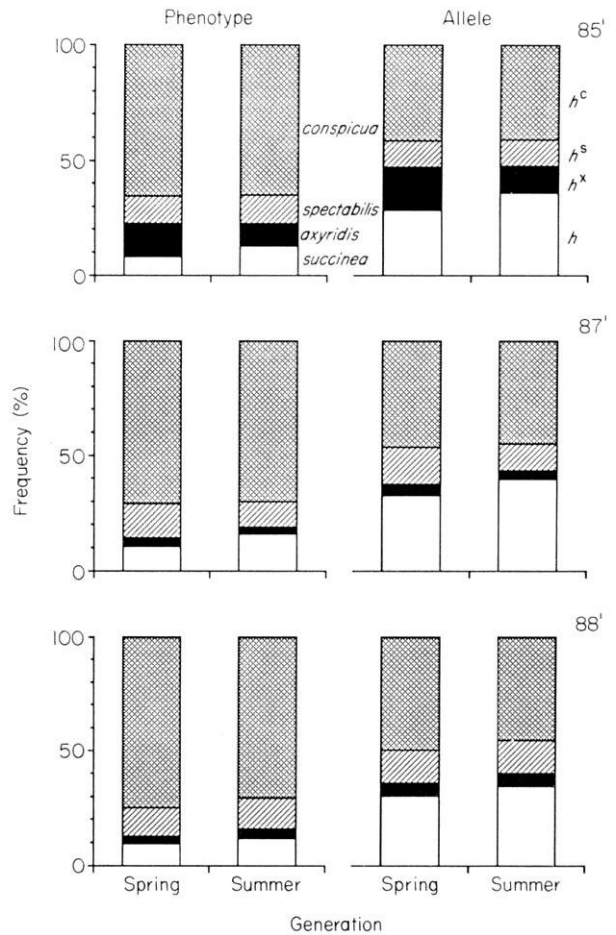 Phenotype Allele 85'
100
50
0
conspicua
spectabilis
axyridis
succinea
h^c
h^s
h^x
h
87'
100
50
0
Frequency (%)
88'
100
50
0
Spring Summer Spring Summer
Generation